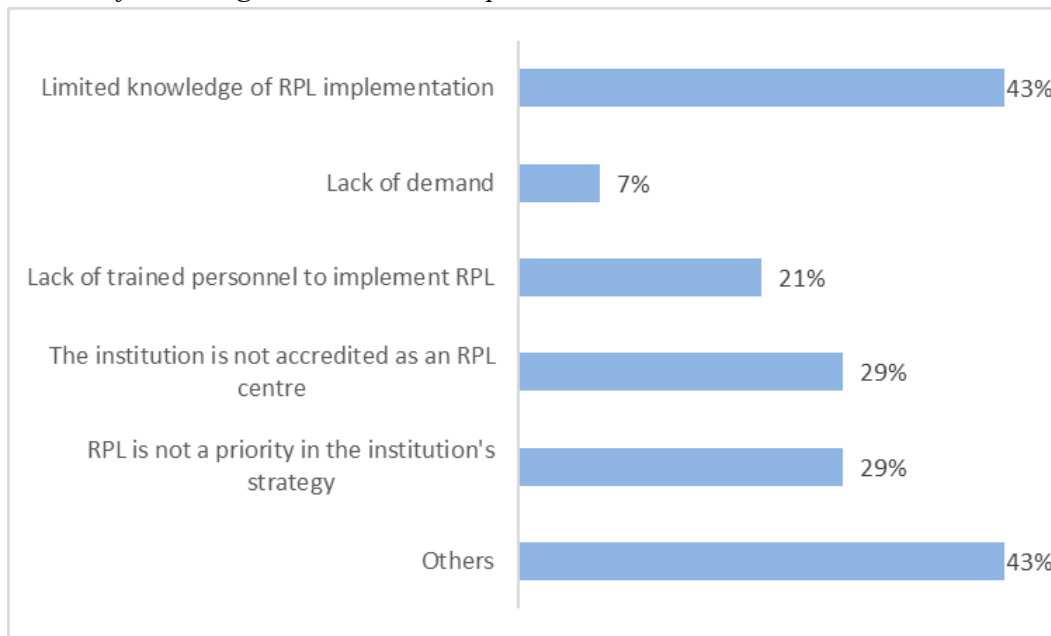 Limited knowledge of RPL implementation
43%
Lack of demand
7%
Lack of trained personnel to implement RPL
21%
The institution is not accredited as an RPL
centre
29%
RPL is not a priority in the institution's
strategy
29%
Others
43%